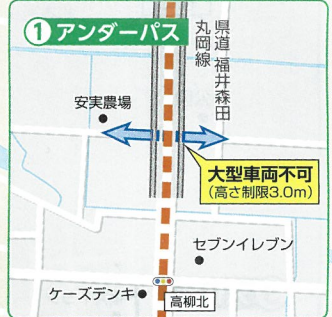 ①アンダーパス
県道 福井森田
丸岡線
安実農場
大型車両不可
(高さ制限3.0m)
セブンイレブン
ケーズデンキ
高柳北